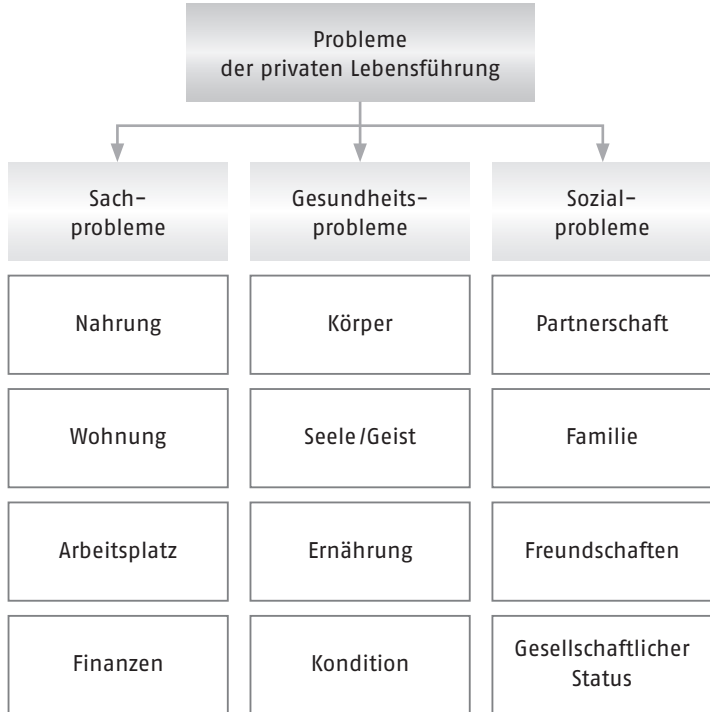 Probleme
der privaten Lebensführung
Sach-
probleme
Gesundheits-
probleme
Sozial-
probleme
Nahrung
Körper
Partnerschaft
Wohnung
Seele/Geist
Familie
Arbeitsplatz
Ernährung
Freundschaften
Finanzen
Kondition
Gesellschaftlicher
Status